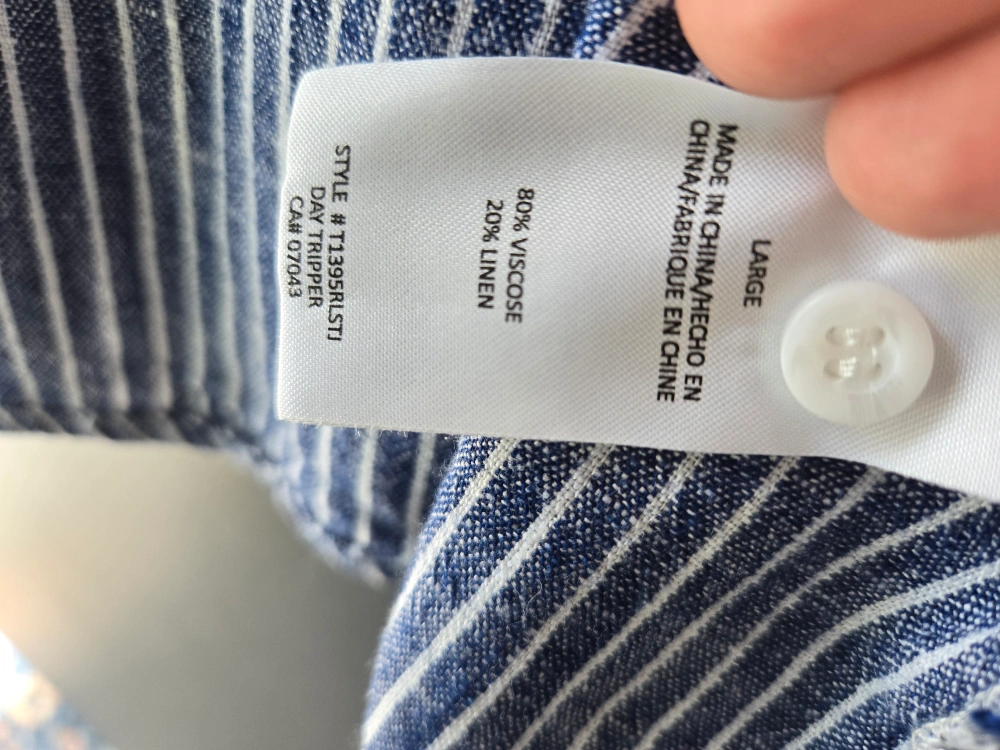 LARGE
MADE IN CHINA/HECHO EN
CHINA/FABRIQUE EN CHINE
80% VISCOSE
20% LINEN
STYLE # T1395RLSTJ
DAY TRIPPER
CA# 07043